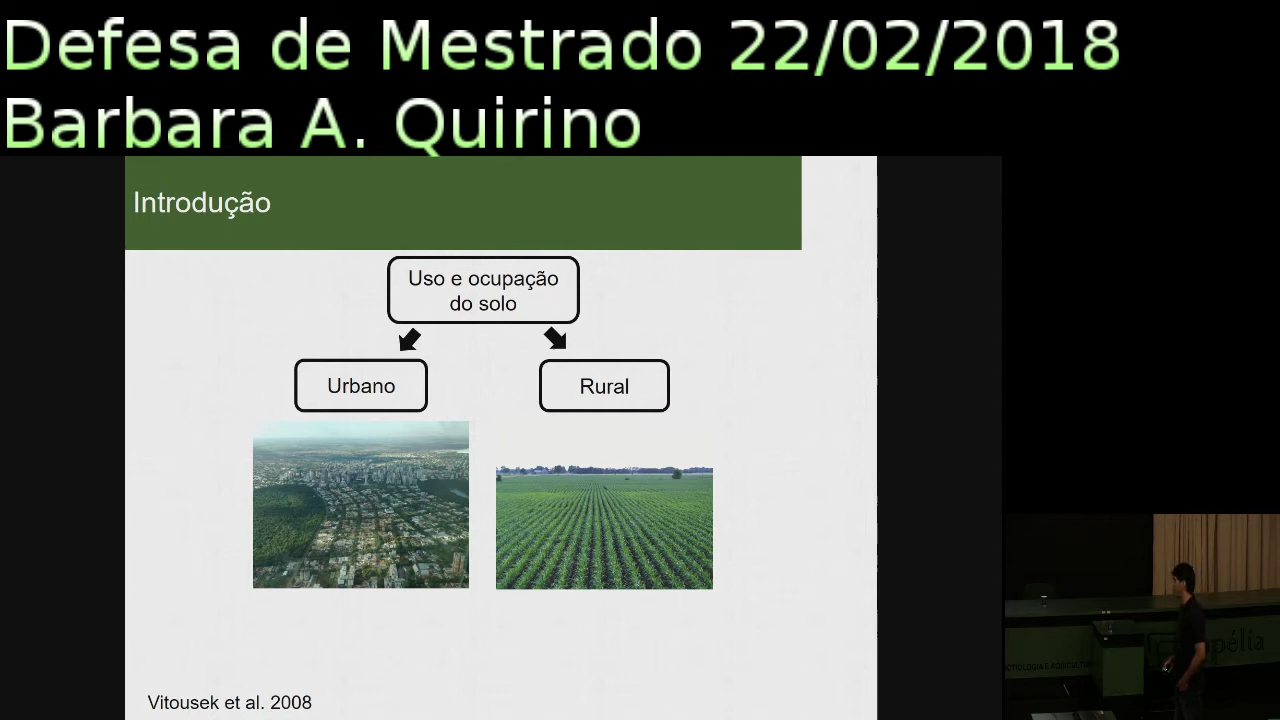 Defesa de Mestrado 22/02/2018
Barbara A. Quirino
Introdução
Uso e ocupação
do solo
Urbano
Rural
Vitousek et al. 2008